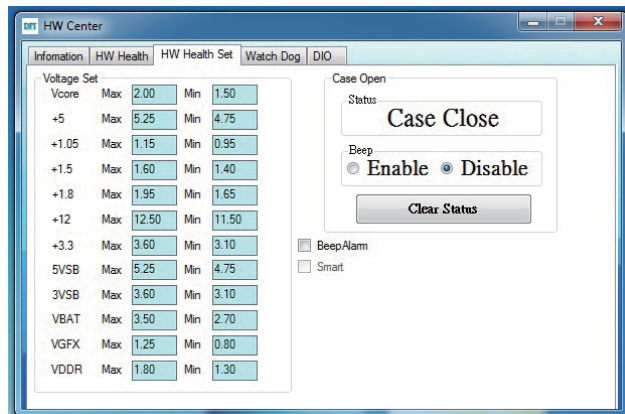 DFI HW Center
Infomation HW Health HW Health Set Watch Dog DIO
Voltage Set
Vcore Max 2.00 Min 1.50
+5 Max 5.25 Min 4.75
+1.05 Max 1.15 Min 0.95
+1.5 Max 1.60 Min 1.40
+1.8 Max 1.95 Min 1.65
+12 Max 12.50 Min 11.50
+3.3 Max 3.60 Min 3.10
5VSB Max 5.25 Min 4.75
3VSB Max 3.60 Min 3.10
VBAT Max 3.50 Min 2.70
VGFX Max 1.25 Min 0.80
VDDR Max 1.80 Min 1.30
Case Open
Status
Case Close
Beep
Enable Disable
Clear Status
BeepAlarm
Smart